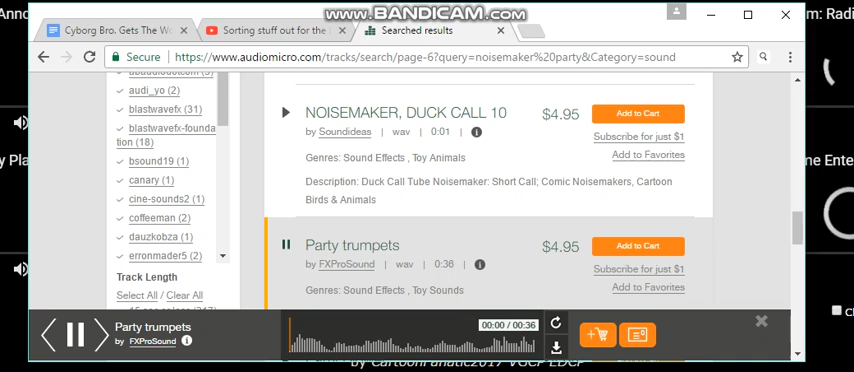 www.BANDICAM.com
Cyborg Bro. Gets The W
Sorting stuff out for the
Searched results
Secure
https://www.audiomicro.com/tracks/search/page-6?query=noisemaker%20party&Category=sound
audi_yo (2)
blastwavefx (31)
blastwavefx-founda
tion (18)
bsound19 (1)
canary (1)
cine-sounds2 (1)
coffeeman (2)
dauzkobza (1)
erronmader5 (2)
Track Length
Select All / Clear All
NOISEMAKER, DUCK CALL 10
$4.95
Add to Cart
by Soundideas | wav | 0:01 |
Subscribe for just $1
Add to Favorites
Genres: Sound Effects , Toy Animals
Description: Duck Call Tube Noisemaker: Short Call; Comic Noisemakers, Cartoon
Birds & Animals
Party trumpets
$4.95
Add to Cart
by FXProSound | wav | 0:36 |
Subscribe for just $1
Add to Favorites
Genres: Sound Effects , Toy Sounds
Party trumpets
by FXProSound
00:00 / 00:36
by CartoonFanatic2017 VGCP EDCP